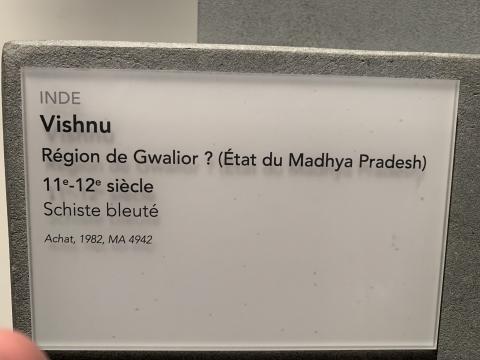 INDE
Vishnu
Région de Gwalior ? (État du Madhya Pradesh)
11ᵉ-12ᵉ siècle
Schiste bleuté
Achat, 1982, MA 4942